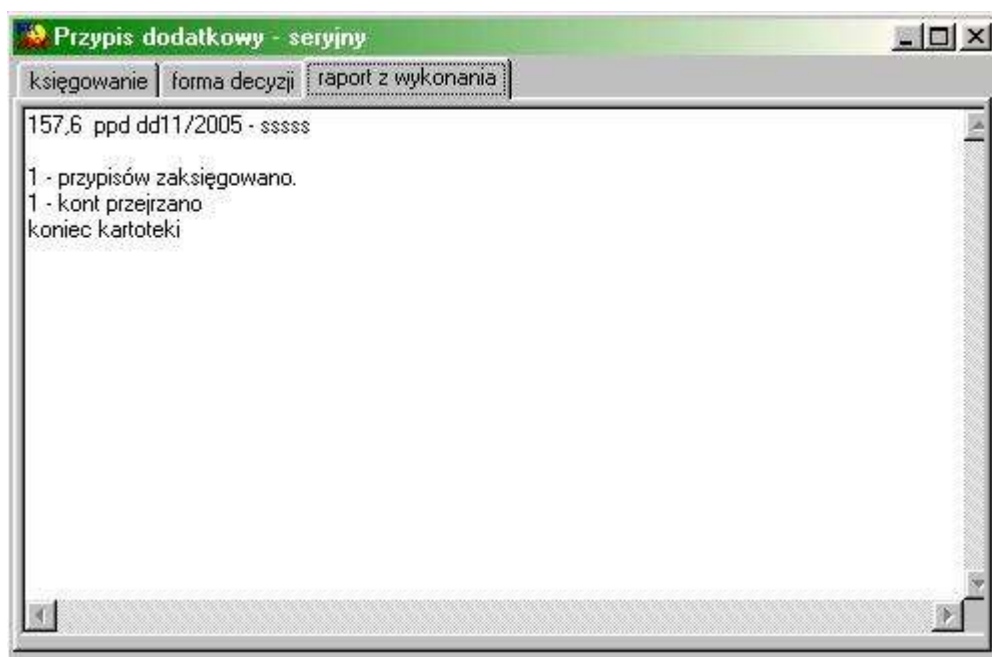 Przypis dodatkowy - seryjny
księgowanie forma decyzji raport z wykonania
157,6 ppd dd11/2005 - sssss
1 - przypisów zaksięgowano.
1 - kont przejrzano
koniec kartoteki